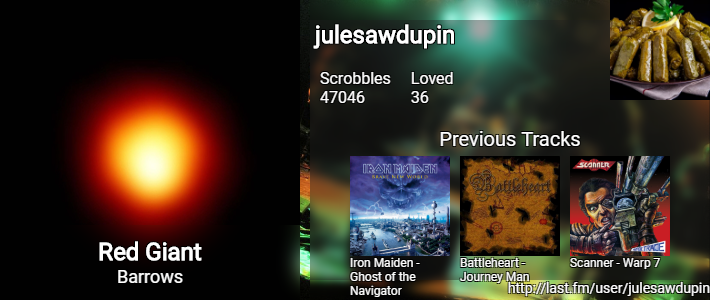 julesawdupin
Scrobbles Loved
47046 36
Previous Tracks
IRON MAIDEN
BRAVE NEW WORLD
Battleheart
SCANNER
Red Giant
Barrows
Iron Maiden -
Ghost of the
Navigator
Battleheart -
Journey Man
Scanner - Warp 7
http://last.fm/user/julesawdupin